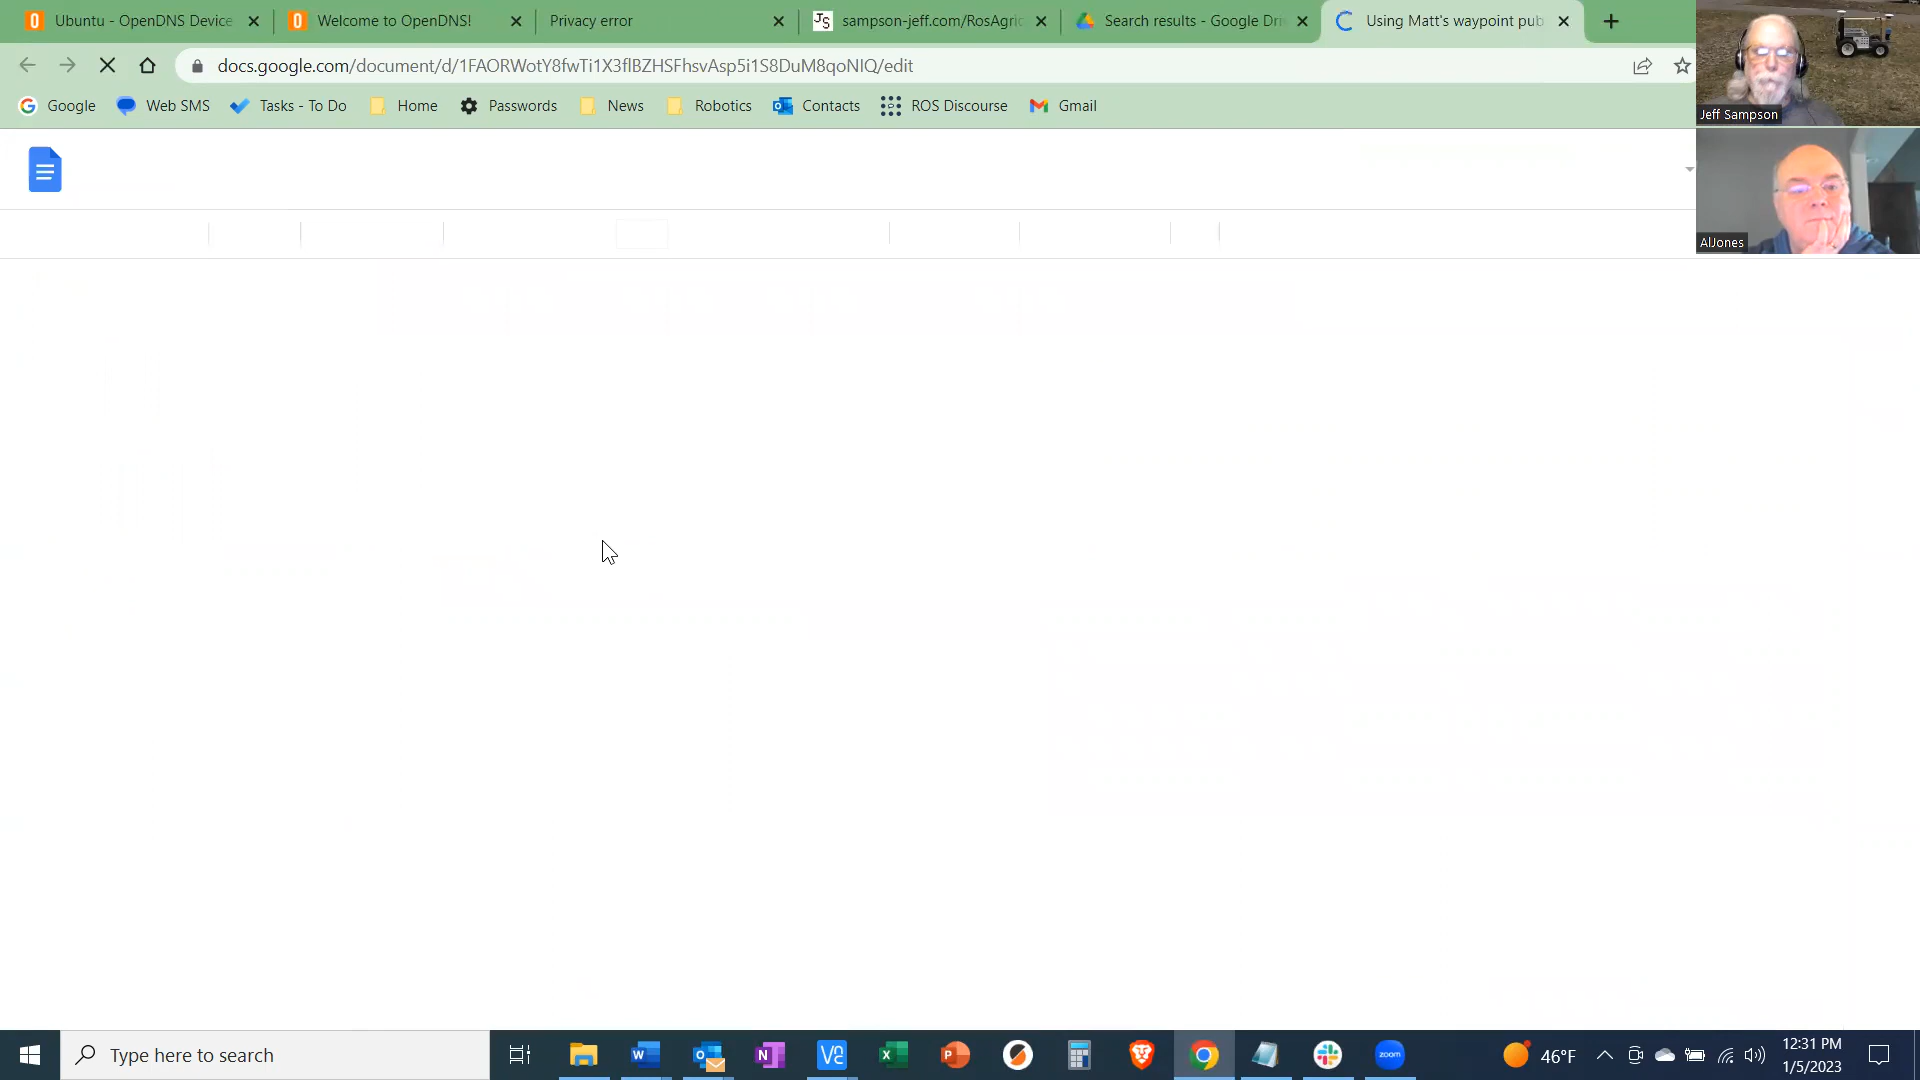 Ubuntu - OpenDNS Device
Welcome to OpenDNS!
Privacy error
sampson-jeff.com/RosAgric
Search results - Google Dri
Using Matt's waypoint pub
docs.google.com/document/d/1FAORWotY8fwTi1X3flBZHSFhsvAsp5i1S8DuM8qoNIQ/edit
Google
Web SMS
Tasks - To Do
Home
Passwords
News
Robotics
Contacts
ROS Discourse
Gmail
Jeff Sampson
AlJones
Type here to search
zoom
46°F
12:31 PM
1/5/2023